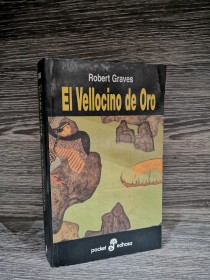 Robert Graves
El Vellocino de Oro
pocket edhasa